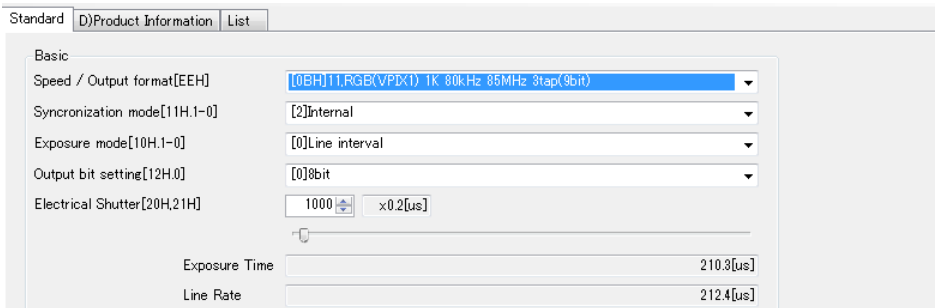 Standard D)Product Information List
Basic
Speed / Output format[EEH] [0BH]11,RGB(VPIX1) 1K 80kHz 85MHz 3tap(9bit)
Syncronization mode[11H.1-0] [2]Internal
Exposure mode[10H.1-0] [0]Line interval
Output bit setting[12H.0] [0]8bit
Electrical Shutter[20H,21H] 1000 x0.2[us]
Exposure Time 210.3[us]
Line Rate 212.4[us]